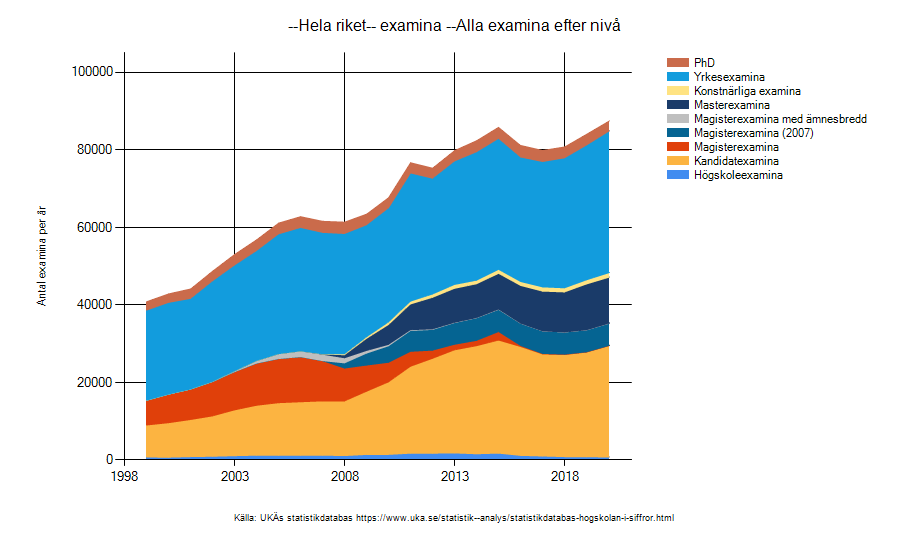 --Hela riket-- examina --Alla examina efter nivå
PhD
Yrkesexamina
Konstnärliga examina
Masterexamina
Magisterexamina med ämnesbredd
Magisterexamina (2007)
Magisterexamina
Kandidatexamina
Högskoleexamina
Antal examina per år
100000
80000
60000
40000
20000
0
1998 2003 2008 2013 2018
Källa: UKÄs statistikdatabas https://www.uka.se/statistik--analys/statistikdatabas-hogskolan-i-siffror.html